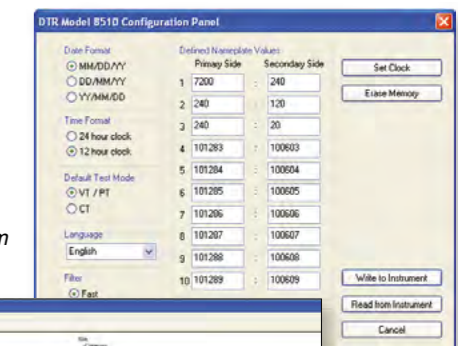 DTR Model 8510 Configuration Panel
Date Format
MM/DD/YY
DD/MM/YY
YY/MM/DD
Time Format
24 hour clock
12 hour clock
Default Test Mode
VT / PT
CT
Language
English
Filter
Fast
Defined Nameplate Values
Primary Side Secondary Side
1 7200 : 240
2 240 : 120
3 240 : 20
4 101283 : 100603
5 101284 : 100604
6 101285 : 100605
7 101286 : 100606
8 101287 : 100607
9 101288 : 100608
10 101289 : 100609
Set Clock
Erase Memory
Write to Instrument
Read from Instrument
Cancel